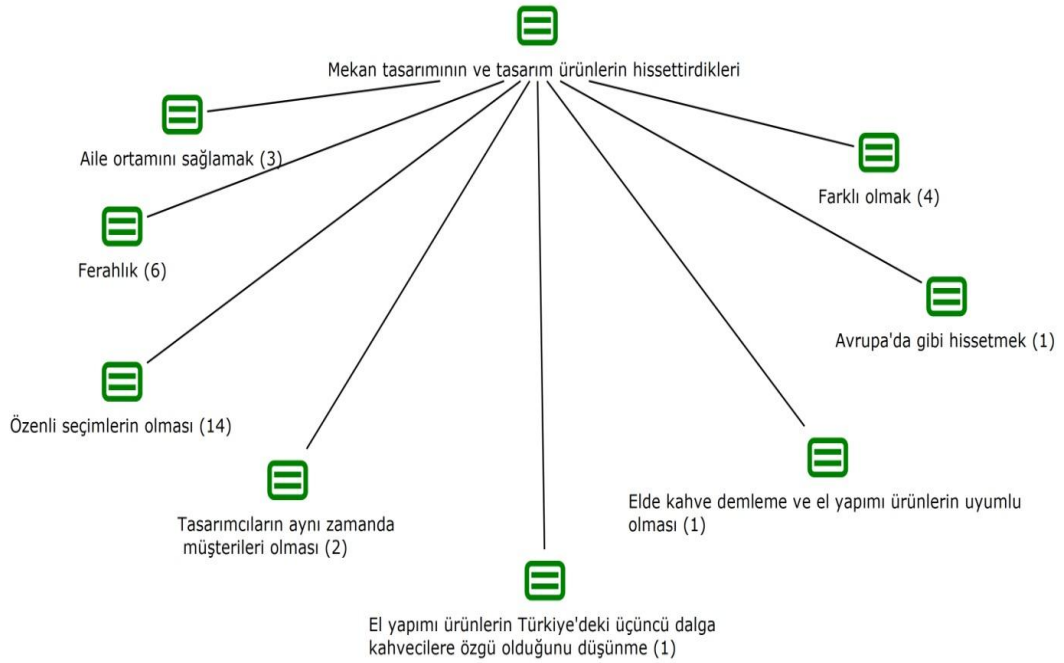 Mekan tasarımının ve tasarım ürünlerin hissettirdikleri
Aile ortamını sağlamak (3)
Farklı olmak (4)
Ferahlık (6)
Avrupa'da gibi hissetmek (1)
Özenli seçimlerin olması (14)
Elde kahve demleme ve el yapımı ürünlerin uyumlu
olması (1)
Tasarımcıların aynı zamanda
müşterileri olması (2)
El yapımı ürünlerin Türkiye'deki üçüncü dalga
kahvecilere özgü olduğunu düşünme (1)